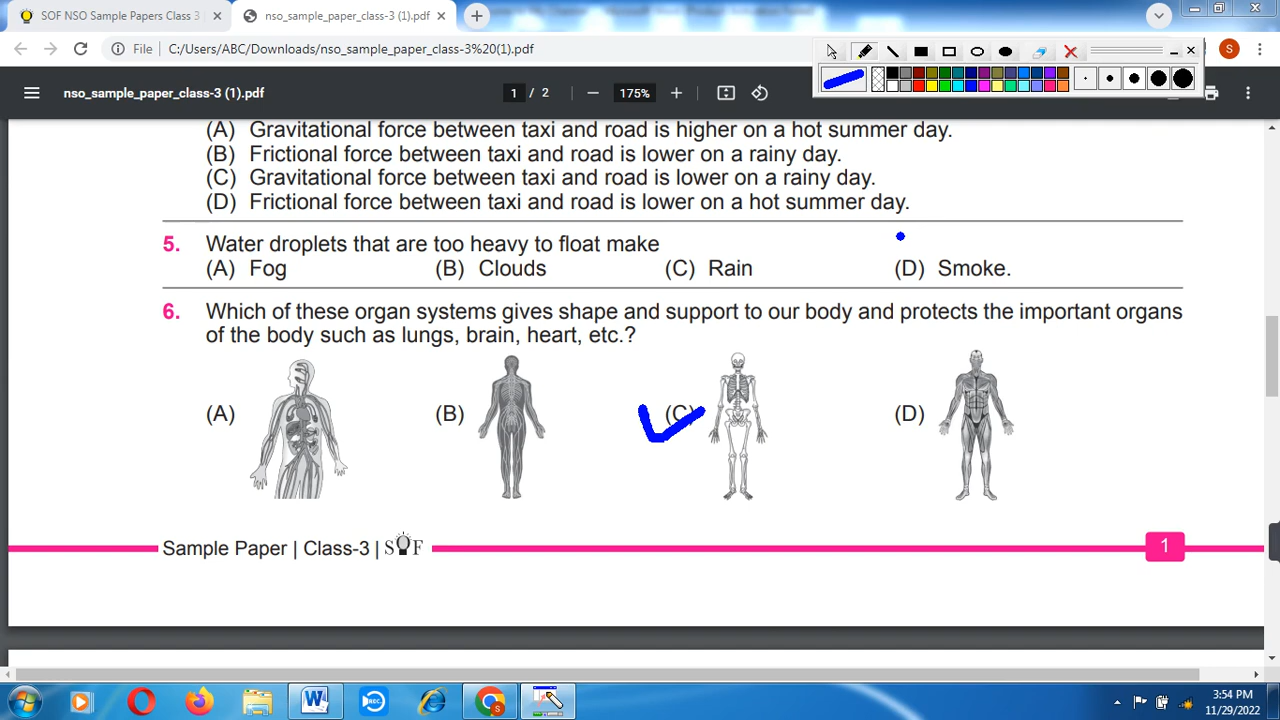 SOF NSO Sample Papers Class 3
nso_sample_paper_class-3 (1).pdf
File C:/Users/ABC/Downloads/nso_sample_paper_class-3%20(1).pdf
S
nso_sample_paper_class-3 (1).pdf
1 / 2
175%
(A) Gravitational force between taxi and road is higher on a hot summer day.
(B) Frictional force between taxi and road is lower on a rainy day.
(C) Gravitational force between taxi and road is lower on a rainy day.
(D) Frictional force between taxi and road is lower on a hot summer day.
5. Water droplets that are too heavy to float make
(A) Fog (B) Clouds (C) Rain (D) Smoke.
6. Which of these organ systems gives shape and support to our body and protects the important organs
of the body such as lungs, brain, heart, etc.?
(A) (B) (C) (D)
Sample Paper | Class-3 | SOF
1
3:54 PM
11/29/2022